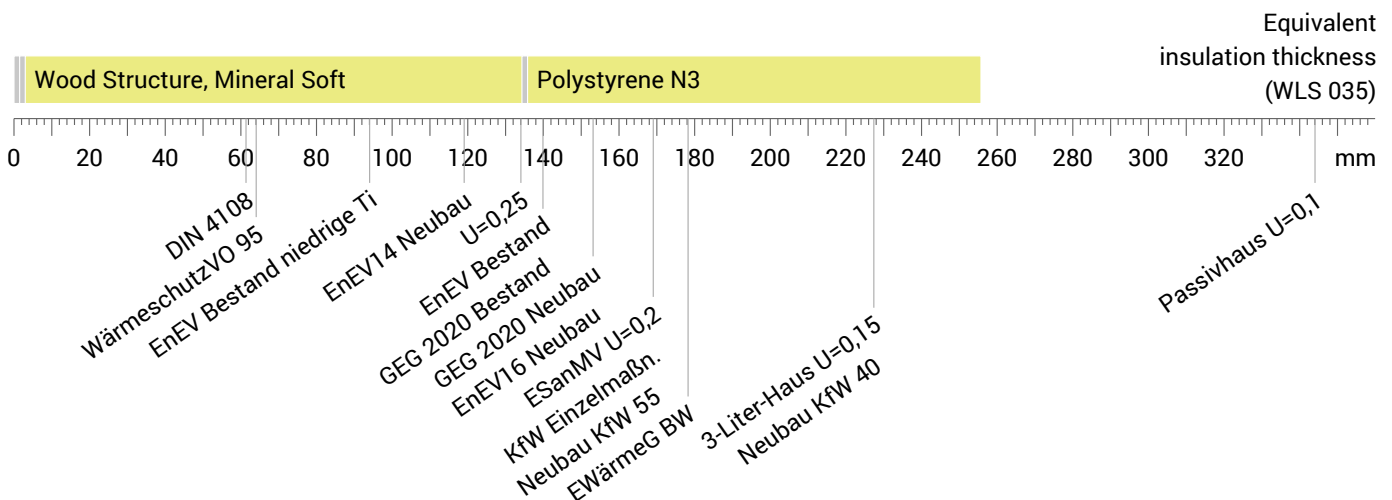 Equivalent
insulation thickness
(WLS 035)
Wood Structure, Mineral Soft
Polystyrene N3
0 20 40 60 80 100 120 140 160 180 200 220 240 260 280 300 320 mm
DIN 4108
WärmeschutzVO 95
EnEV Bestand niedrige Ti
EnEV14 Neubau
U=0,25
EnEV Bestand
GEG 2020 Bestand
GEG 2020 Neubau
EnEV16 Neubau
ESanMV U=0,2
KfW Einzelmaßn.
Neubau KfW 55
EWärmeG BW
3-Liter-Haus U=0,15
Neubau KfW 40
Passivhaus U=0,1